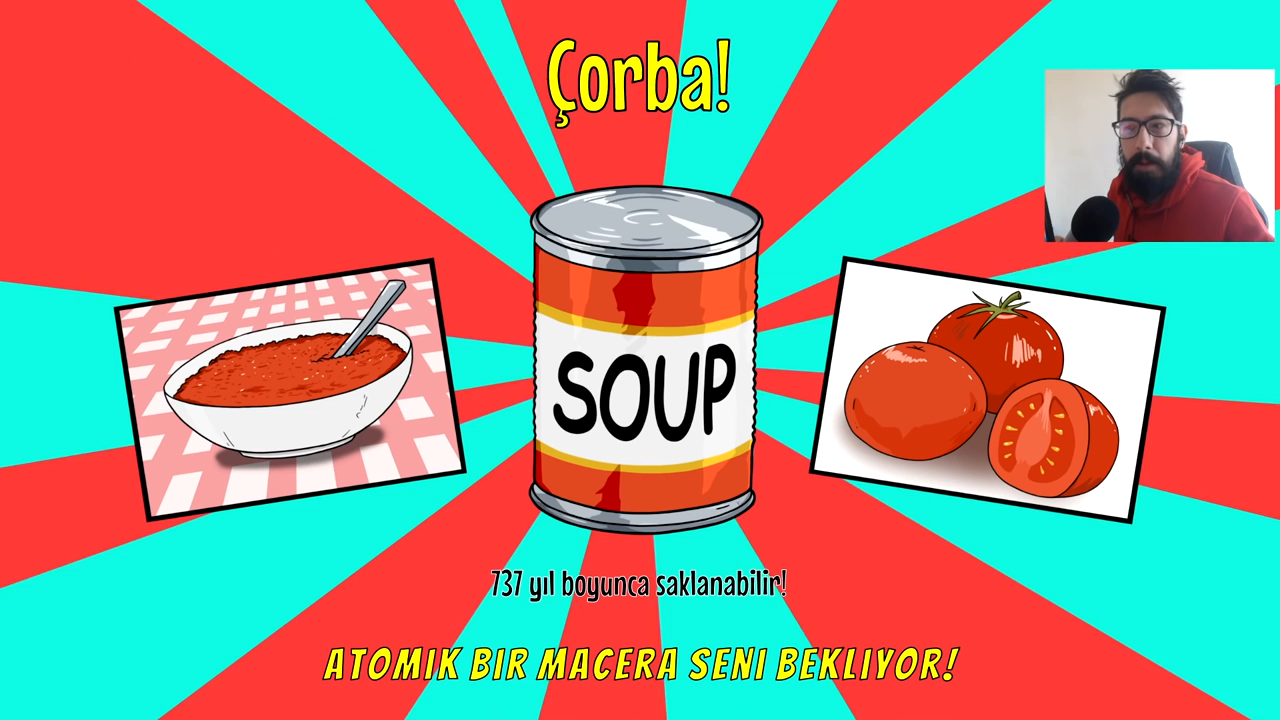 Çorba!
SOUP
737 yıl boyunca saklanabilir!
ATOMIK BIR MACERA SENI BEKLIYOR!